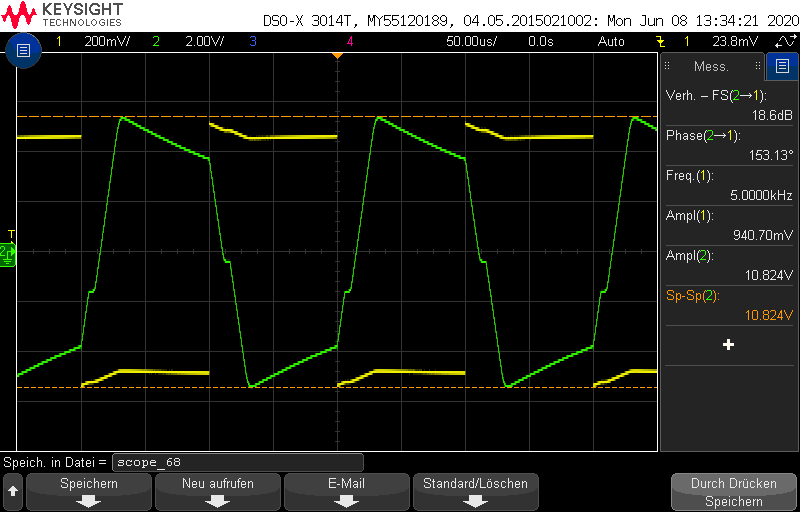 KEYSIGHT
TECHNOLOGIES
DSO-X 3014T, MY55120189, 04.05.2015021002: Mon Jun 08 13:34:21 2020
1 200mV/ 2 2.00V/ 3 4 50.00us/ 0.0s Auto 1 23.8mV
Mess.
Verh. – FS(2→1):
18.6dB
Phase(2→1):
153.13°
Freq.(1):
5.0000kHz
Ampl(1):
940.70mV
Ampl(2):
10.824V
Sp-Sp(2):
10.824V
T
2
Speich. in Datei = scope_68
Speichern
Neu aufrufen
E-Mail
Standard/Löschen
Durch Drücken
Speichern